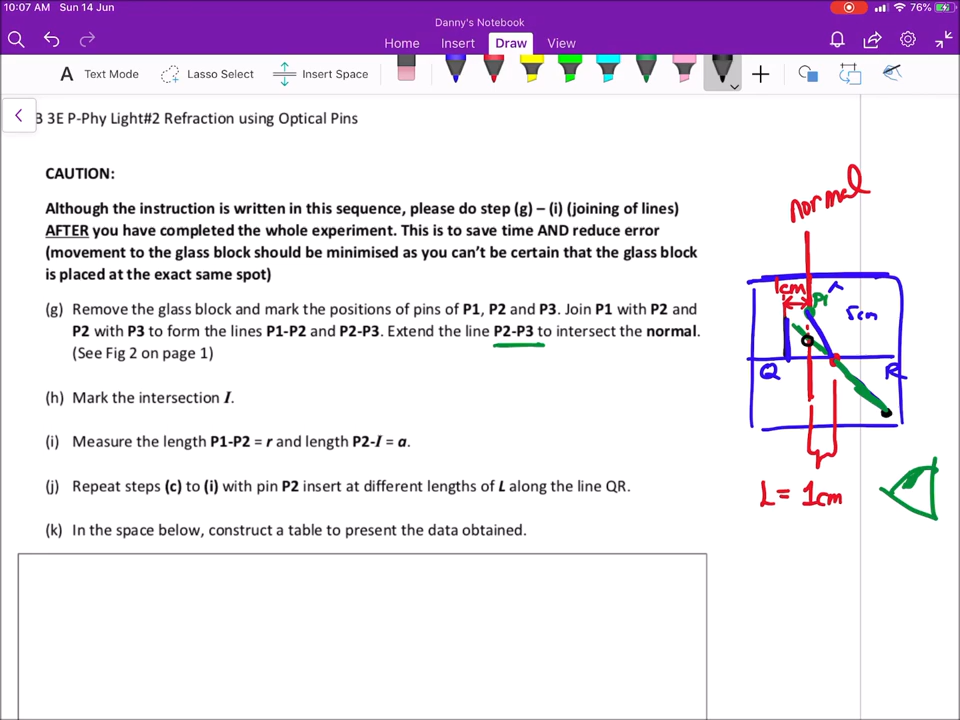 10:07 AM Sun 14 Jun 76%
Danny's Notebook
Home Insert Draw View
A Text Mode Lasso Select Insert Space
3E P-Phy Light#2 Refraction using Optical Pins
CAUTION:
Although the instruction is written in this sequence, please do step (g) – (i) (joining of lines)
AFTER you have completed the whole experiment. This is to save time AND reduce error
(movement to the glass block should be minimised as you can't be certain that the glass block
is placed at the exact same spot)
(g) Remove the glass block and mark the positions of pins of P1, P2 and P3. Join P1 with P2 and
P2 with P3 to form the lines P1-P2 and P2-P3. Extend the line P2-P3 to intersect the normal.
(See Fig 2 on page 1)
(h) Mark the intersection I.
(i) Measure the length P1-P2 = r and length P2-I = a.
(j) Repeat steps (c) to (i) with pin P2 insert at different lengths of L along the line QR.
(k) In the space below, construct a table to present the data obtained.
normal
1cm
P1
5cm
Q R
L = 1cm